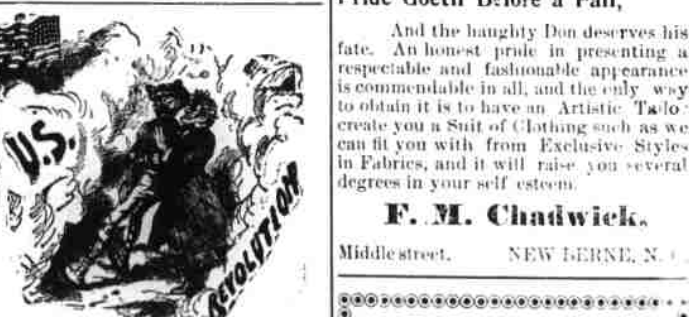 U.S.
REVOLUTION
Pride Goeth Before a Fall,
And the haughty Don deserves his
fate. An honest pride in presenting a
respectable and fashionable appearance
is commendable in all, and the only way
to obtain it is to have an Artistic Tailo
create you a Suit of Clothing such as we
can fit you with from Exclusive Styles
in Fabrics, and it will raise you several
degrees in your self esteem.
F. M. Chadwick,
Middle street. NEW BERNE, N.